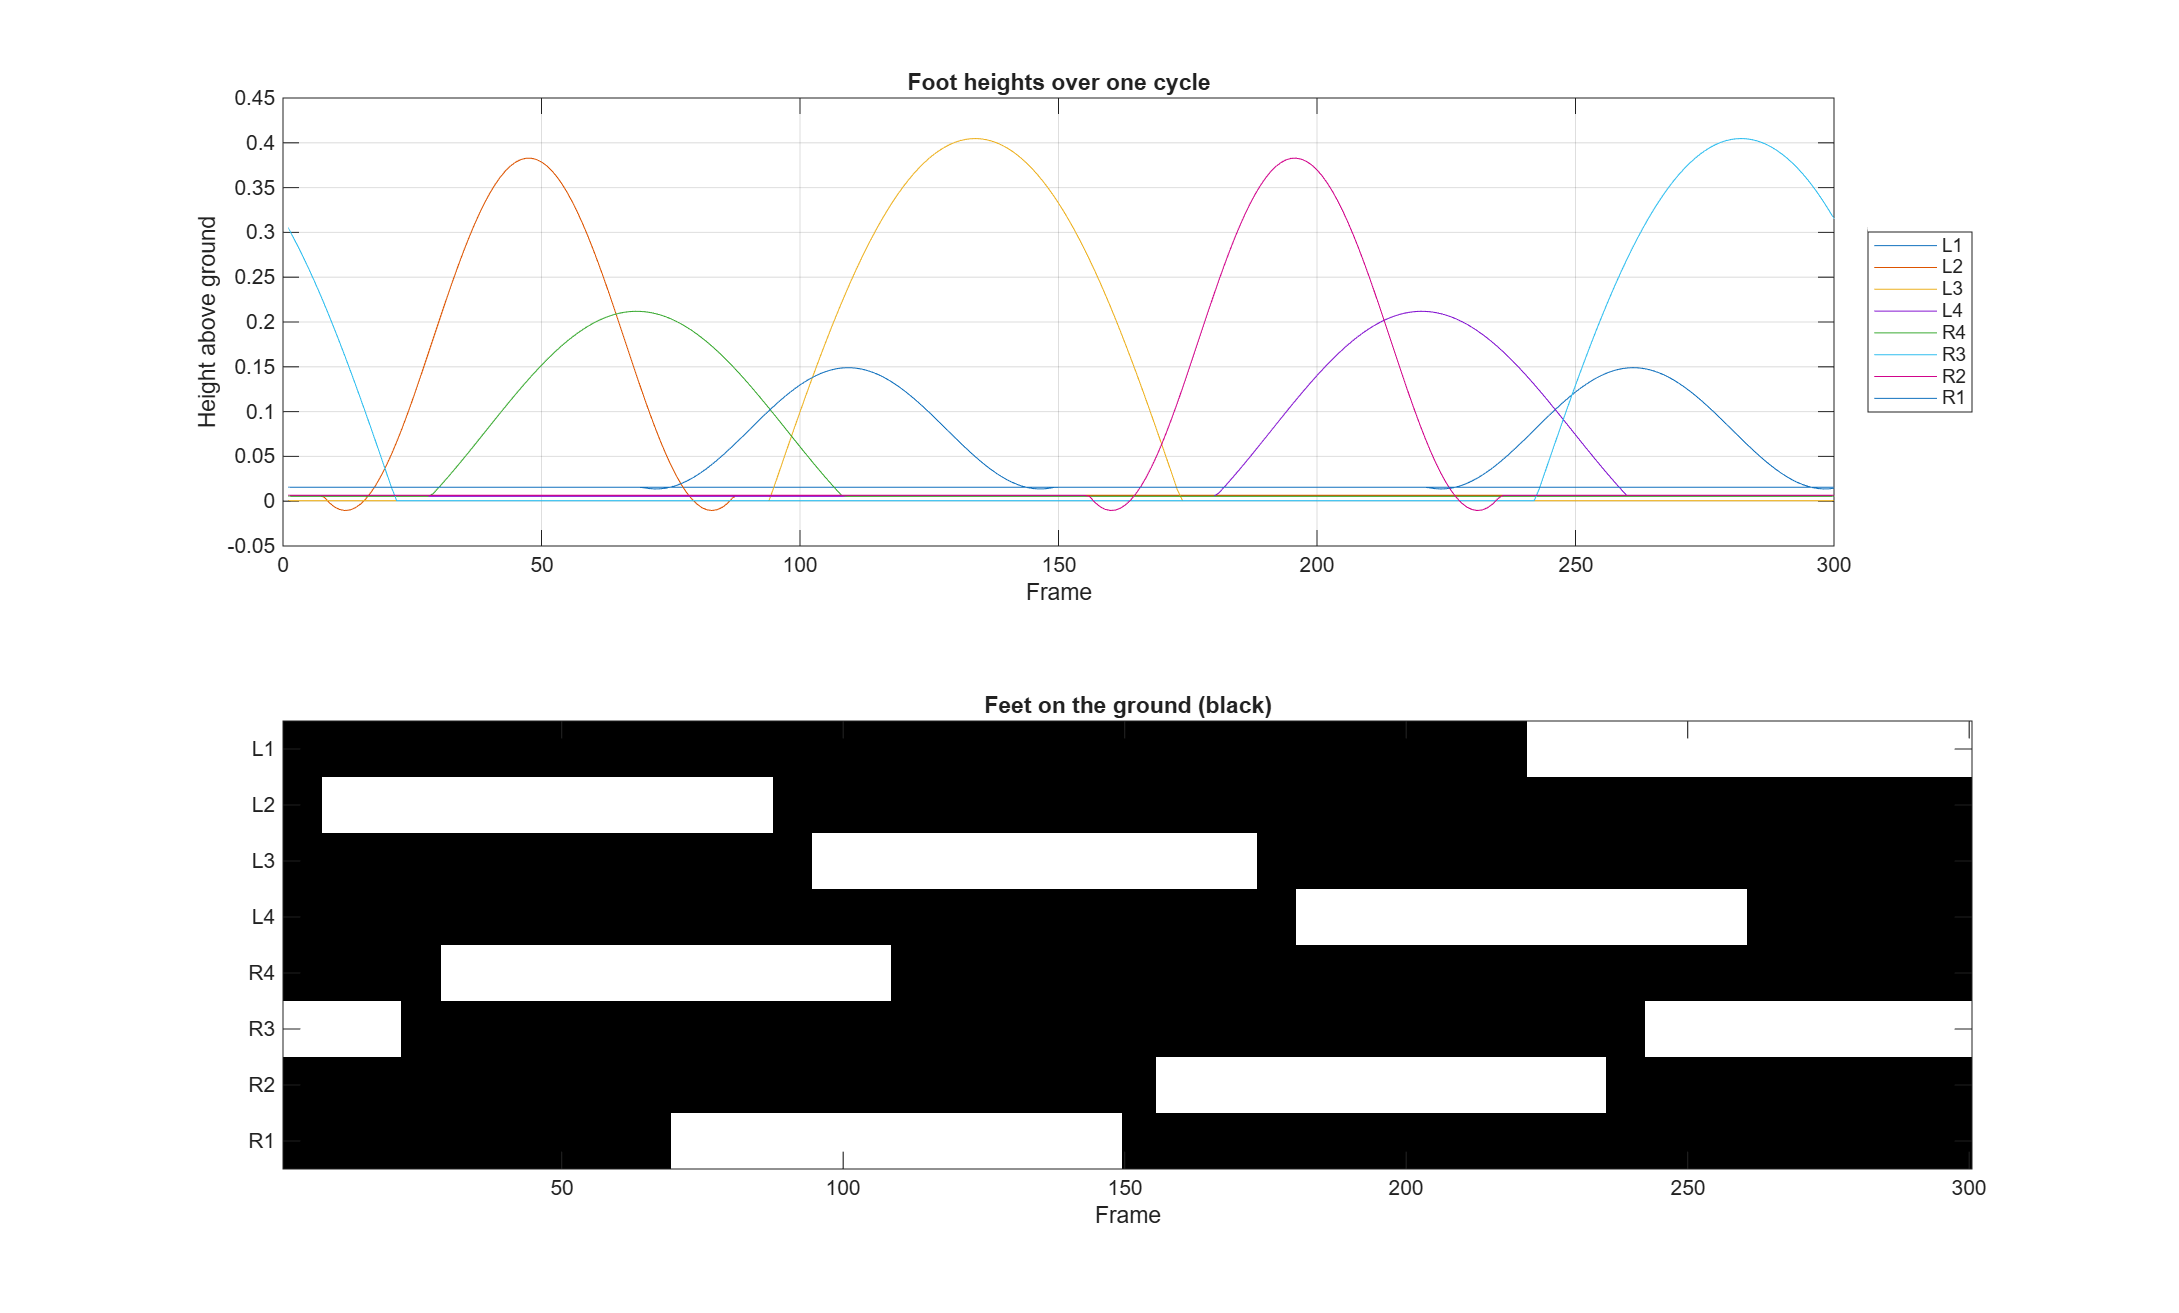 Foot heights over one cycle
0.45
0.4
0.35
0.3
0.25
0.2
0.15
0.1
0.05
0
-0.05
Height above ground
0 50 100 150 200 250 300
Frame
L1
L2
L3
L4
R4
R3
R2
R1
Feet on the ground (black)
L1
L2
L3
L4
R4
R3
R2
R1
50 100 150 200 250 300
Frame